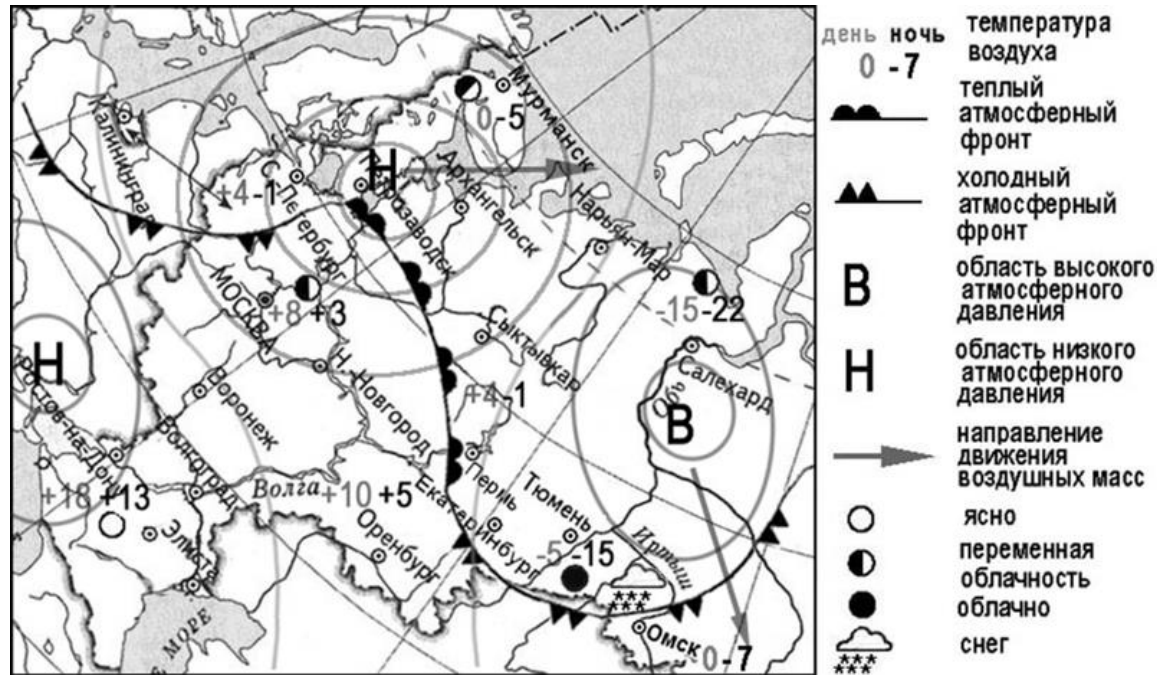 Мурманск
0-5
Калининград
Н
Архангельск
+4-1
С.Петербург
Петрозаводск
Нарьян-Мар
МОСКВА
+8+3
-15-22
Сыктывкар
Салехард
Обь
Н
В
Н. Новгород
+4-1
Ростов-на-Дону
Воронеж
Волгоград
Пермь
+18+13
Волга
+10+5
Екатеринбург
Тюмень
Иртыш
Элиста
Оренбург
-5-15
МОРЕ
Омск
-0-7
день ночь
0 -7
температура
воздуха
теплый
атмосферный
фронт
холодный
атмосферный
фронт
В
область высокого
атмосферного
давления
Н
область низкого
атмосферного
давления
направление
движения
воздушных масс
ясно
переменная
облачность
облачно
снег